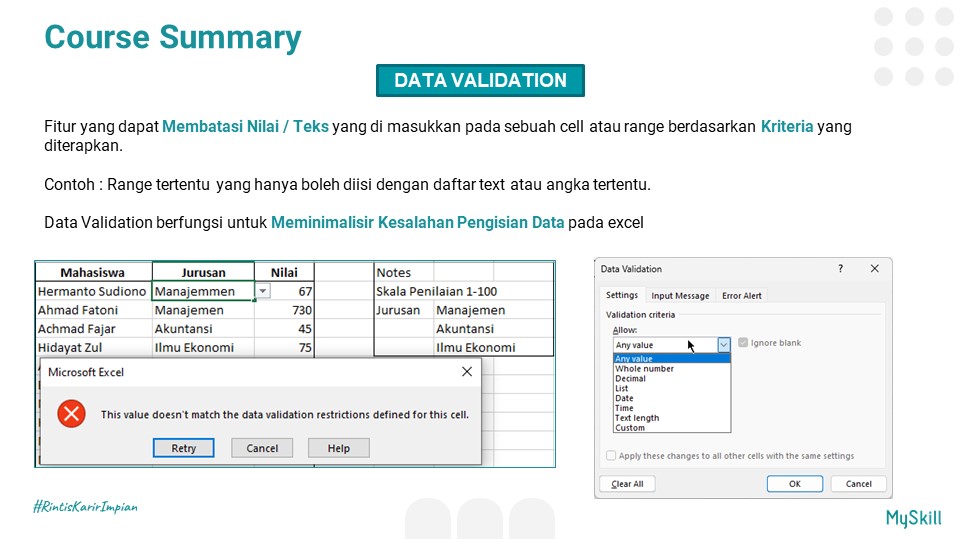 Course Summary
DATA VALIDATION
Fitur yang dapat Membatasi Nilai / Teks yang di masukkan pada sebuah cell atau range berdasarkan Kriteria yang
diterapkan.
Contoh : Range tertentu yang hanya boleh diisi dengan daftar text atau angka tertentu.
Data Validation berfungsi untuk Meminimalisir Kesalahan Pengisian Data pada excel
Mahasiswa Jurusan Nilai Notes
Hermanto Sudiono Manajemmen 67 Skala Penilaian 1-100
Ahmad Fatoni Manajemen 730 Jurusan Manajemen
Achmad Fajar Akuntansi 45 Akuntansi
Hidayat Zul Ilmu Ekonomi 75 Ilmu Ekonomi
Microsoft Excel
This value doesn't match the data validation restrictions defined for this cell.
Retry Cancel Help
Data Validation ?
Settings Input Message Error Alert
Validation criteria
Allow:
Any value Ignore blank
Any value
Whole number
Decimal
List
Date
Time
Text length
Custom
Apply these changes to all other cells with the same settings
Clear All OK Cancel
#RintisKarirImpian
MySkill